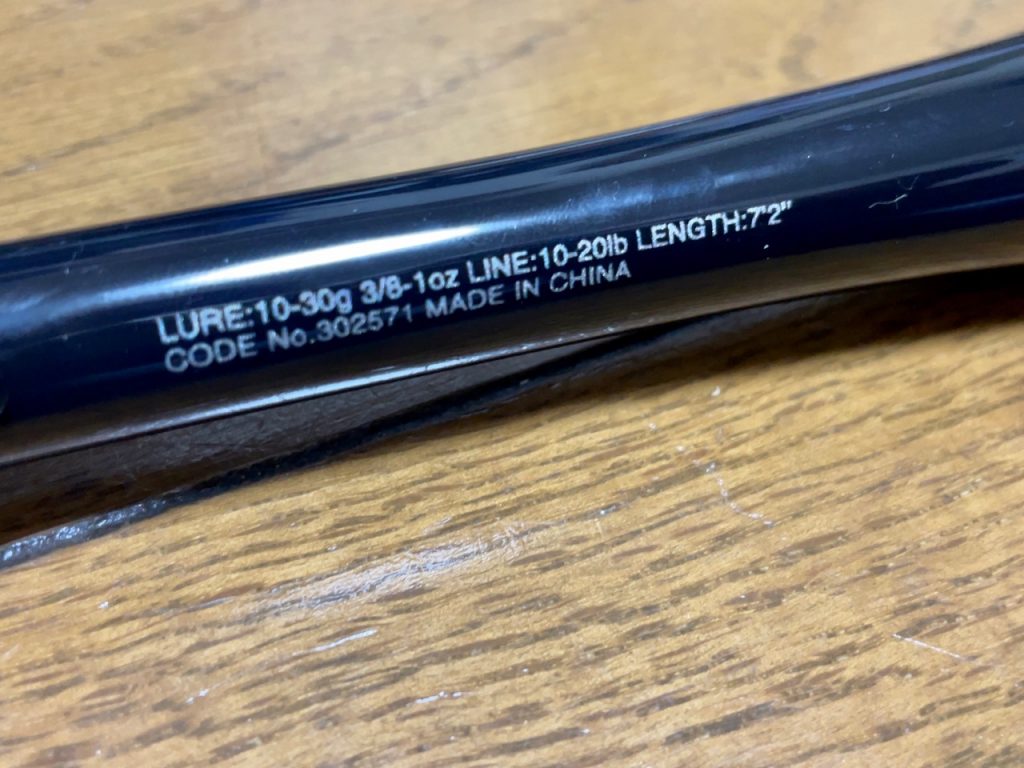 LURE:10-30g 3/8-1oz LINE:10-20lb LENGTH:7'2"
CODE No.302571 MADE IN CHINA